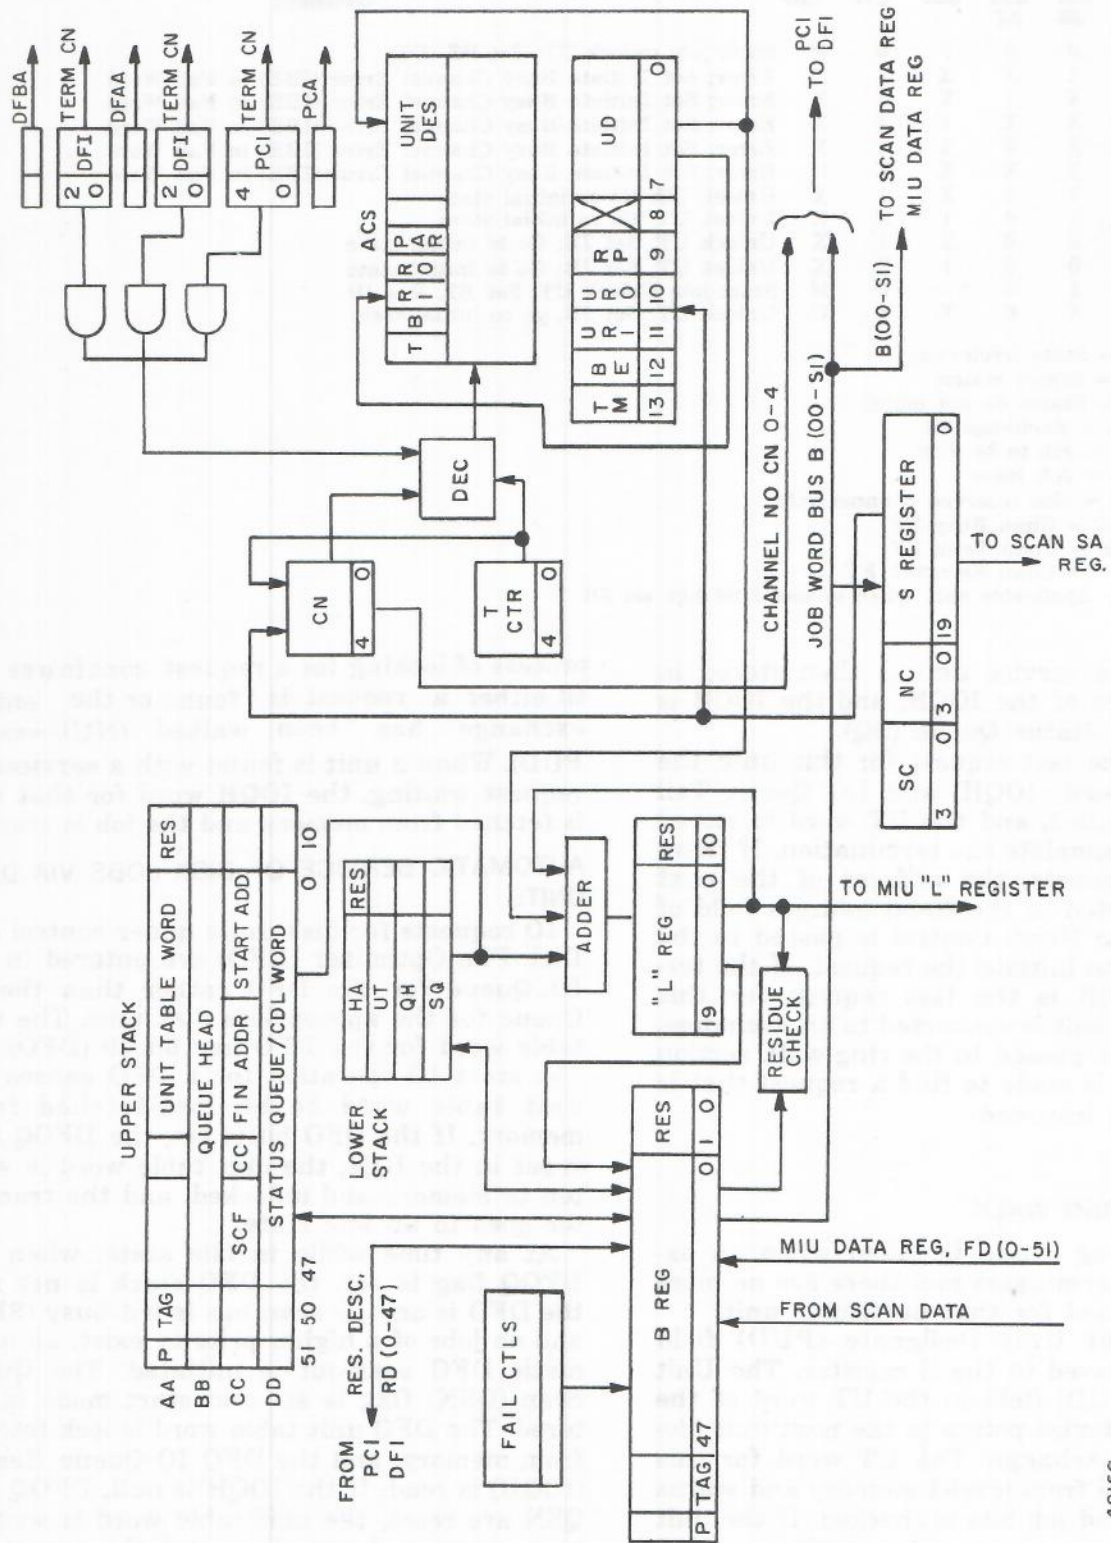 UPPER STACK
P TAG UNIT TABLE WORD RES
QUEUE HEAD
SCF CC FINADDR START ADD
STATUS QUEUE/CDL WORD
AA
BB
CC
DD
51 50 47 0 10
LOWER STACK
HA RES
UT
QH
SQ
FROM RES. DESC,
PCI RD (0-47)
DFI
FAIL CTLS
P TAG B REG RES
47 0 1 0
MIU DATA REG, FD (0-51)
FROM SCAN DATA
RESIDUE CHECK
ADDER
"L" REG RES
19 0 10
TO MIU "L" REGISTER
CN
4 0
T CTR
4 0
DEC
DFBA
TERM CN
2 DFI 0
DFAA
TERM CN
2 DFI 0
TERM CN
4 PCI 0
PCA
ACS
T B R I R O P AR UNIT DES
TM BE UR I UO RP UD
13 12 11 10 9 8 7 0
CHANNEL NO CN 0-4
TO PCI
DFI
JOB WORD BUS B (00-51)
B(00-51)
TO SCAN DATA REG
MIU DATA REG
SC NC S REGISTER
3 0 3 0 19 0
TO SCAN SA
REG.